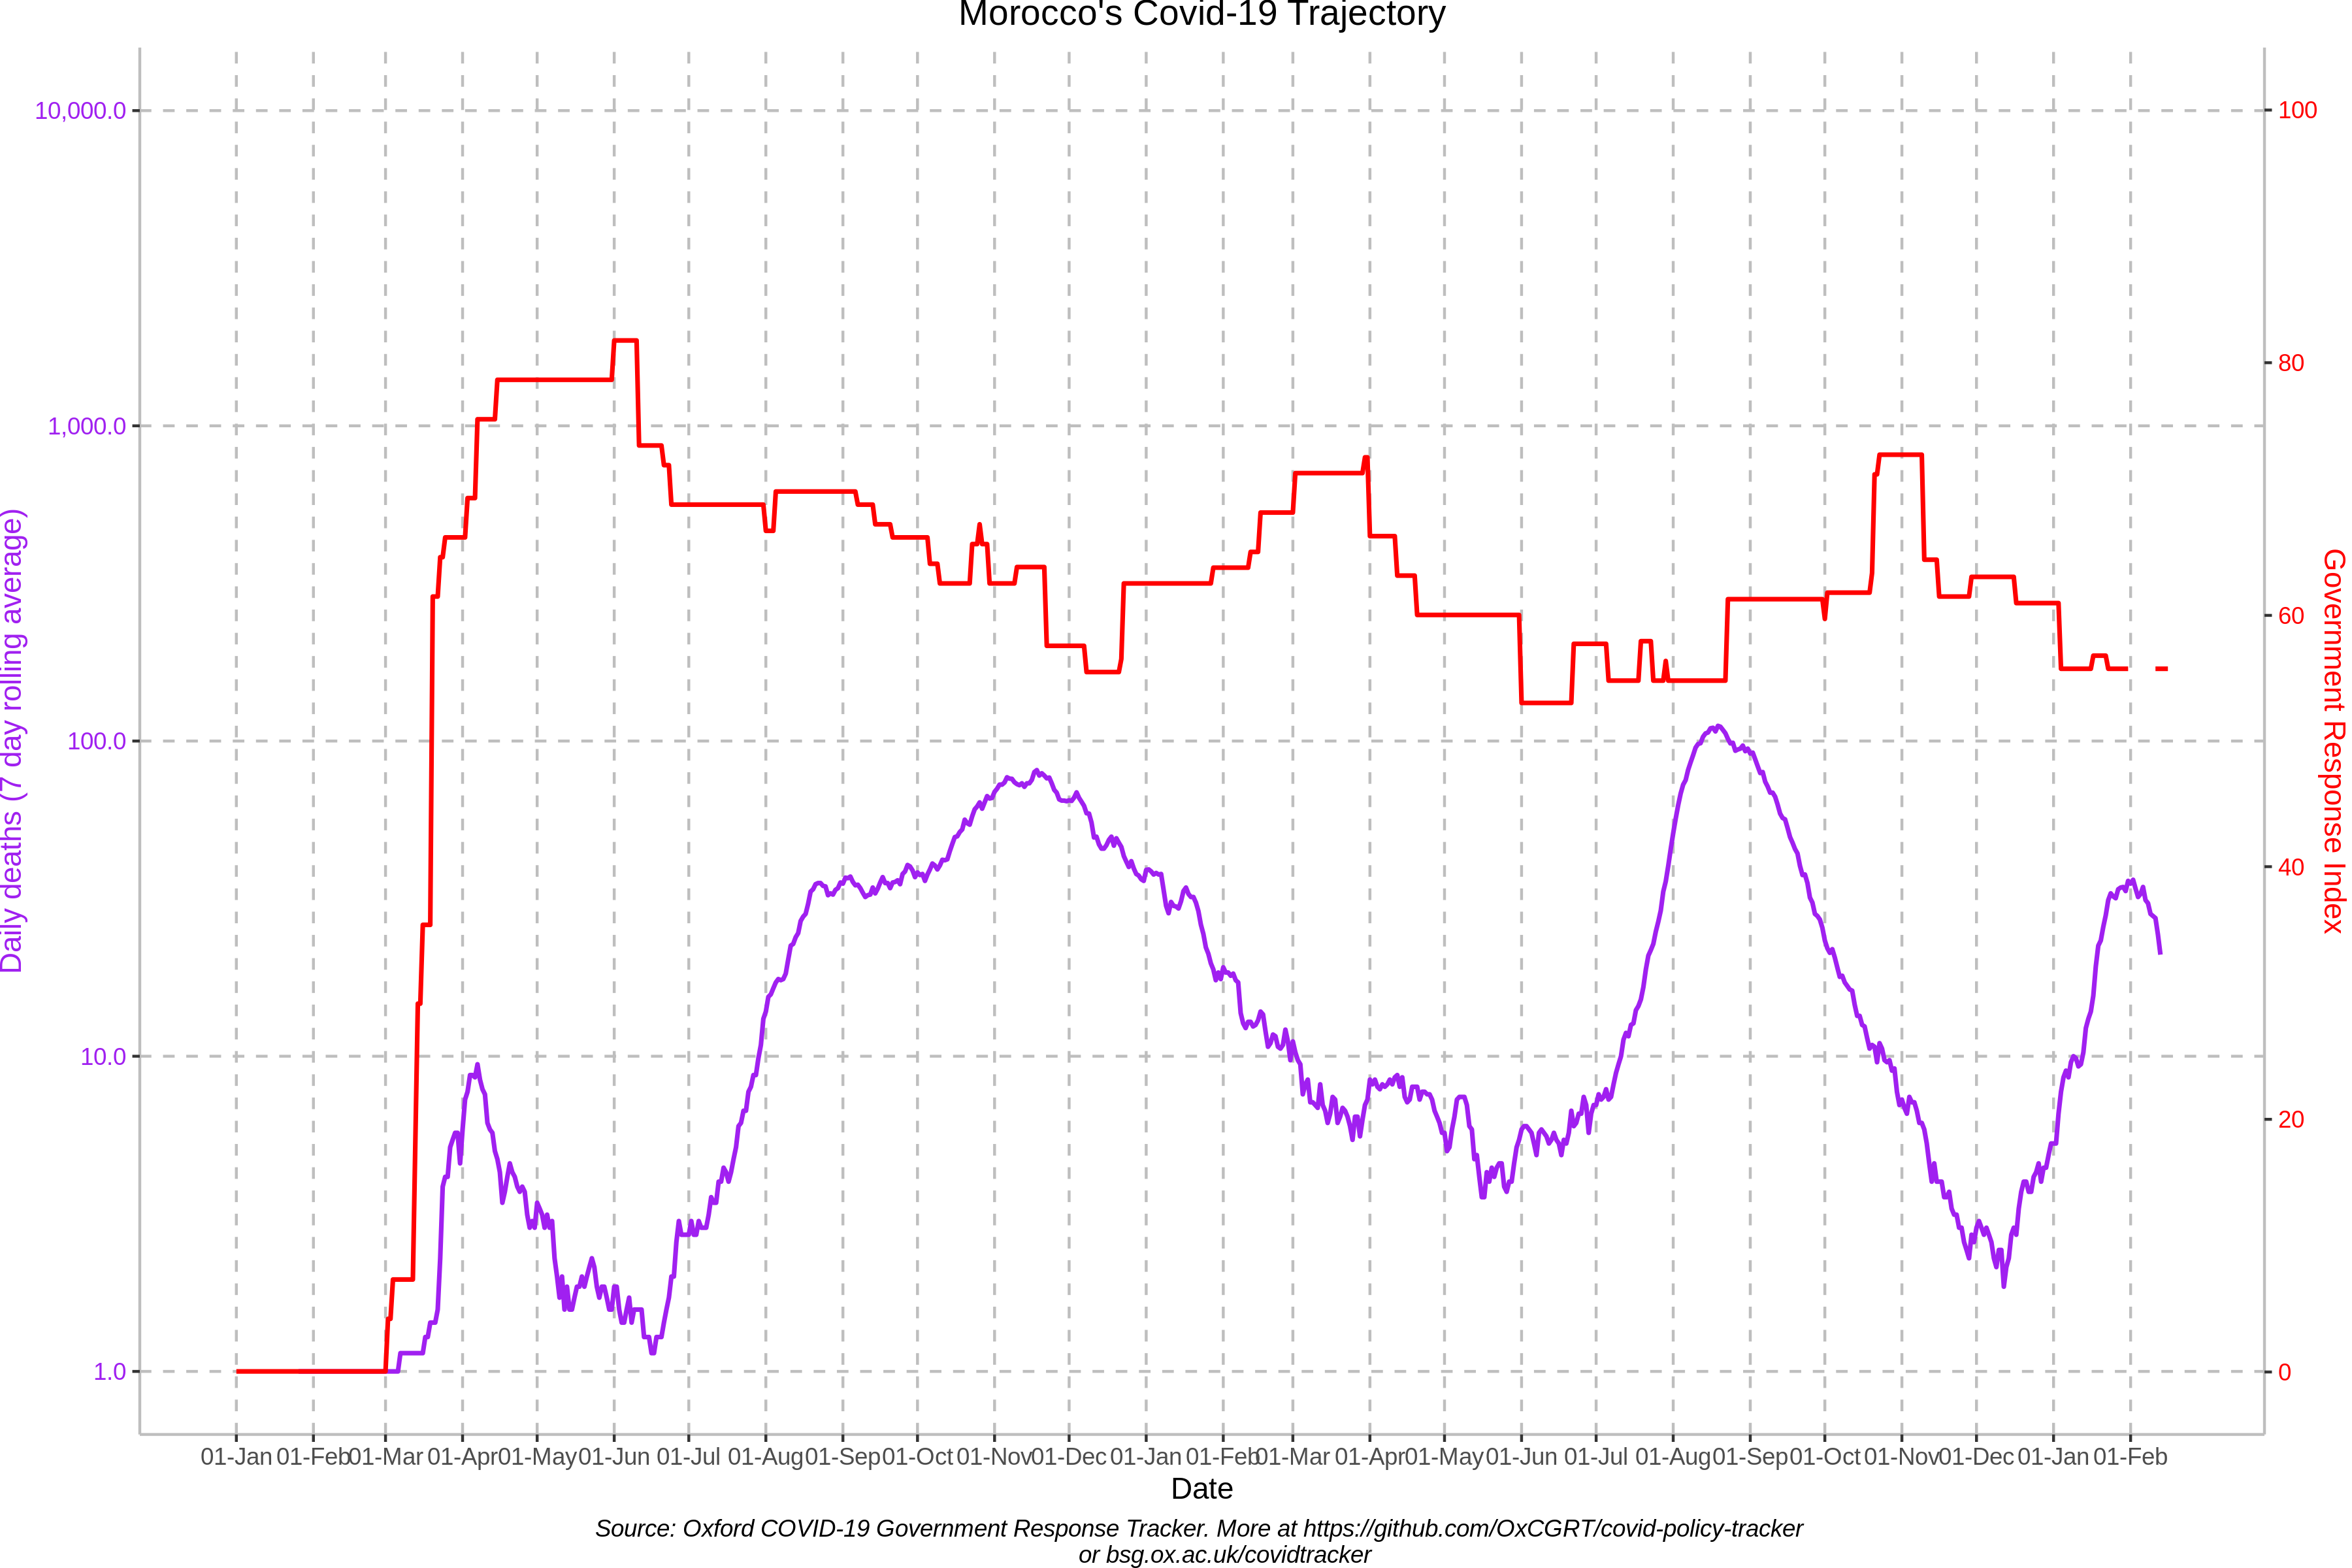 Morocco's Covid-19 Trajectory
10,000.0
1,000.0
100.0
10.0
1.0
Daily deaths (7 day rolling average)
100
80
60
40
20
0
Government Response Index
01-Jan 01-Feb 01-Mar 01-Apr 01-May 01-Jun 01-Jul 01-Aug 01-Sep 01-Oct 01-Nov 01-Dec 01-Jan 01-Feb 01-Mar 01-Apr 01-May 01-Jun 01-Jul 01-Aug 01-Sep 01-Oct 01-Nov 01-Dec 01-Jan 01-Feb
Date
Source: Oxford COVID-19 Government Response Tracker. More at https://github.com/OxCGRT/covid-policy-tracker
or bsg.ox.ac.uk/covidtracker